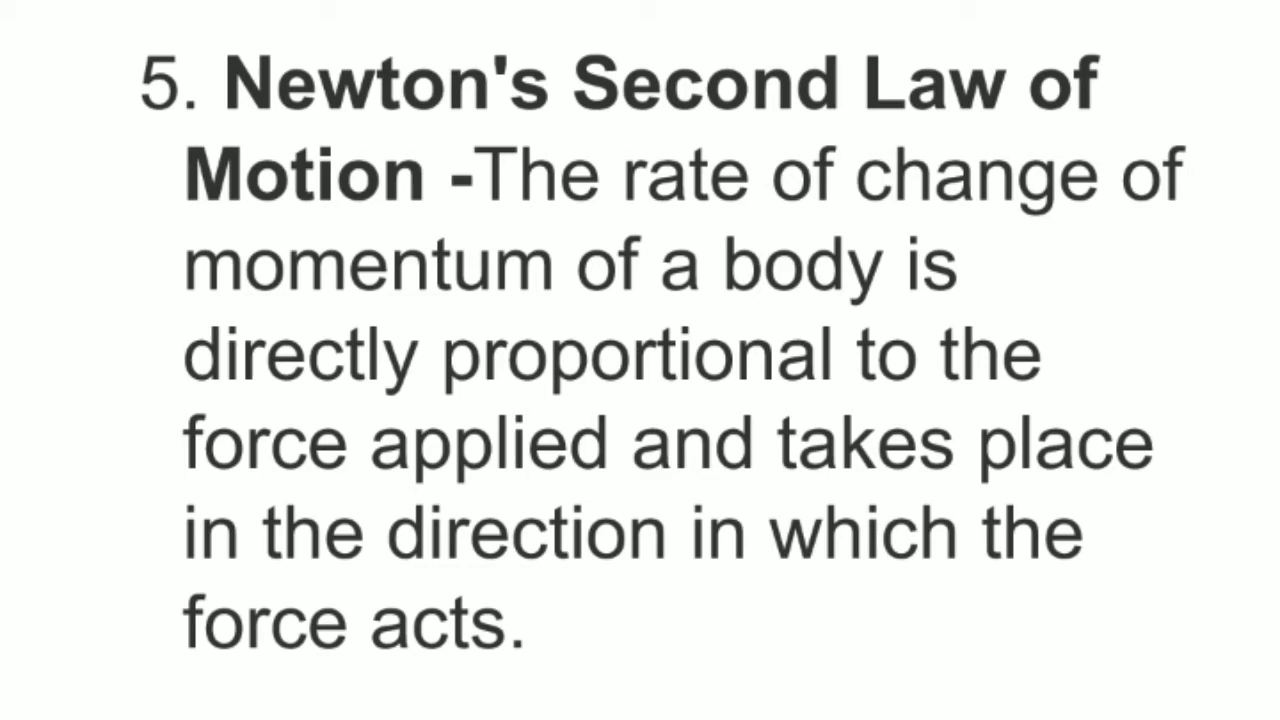 5. Newton's Second Law of
Motion -The rate of change of
momentum of a body is
directly proportional to the
force applied and takes place
in the direction in which the
force acts.